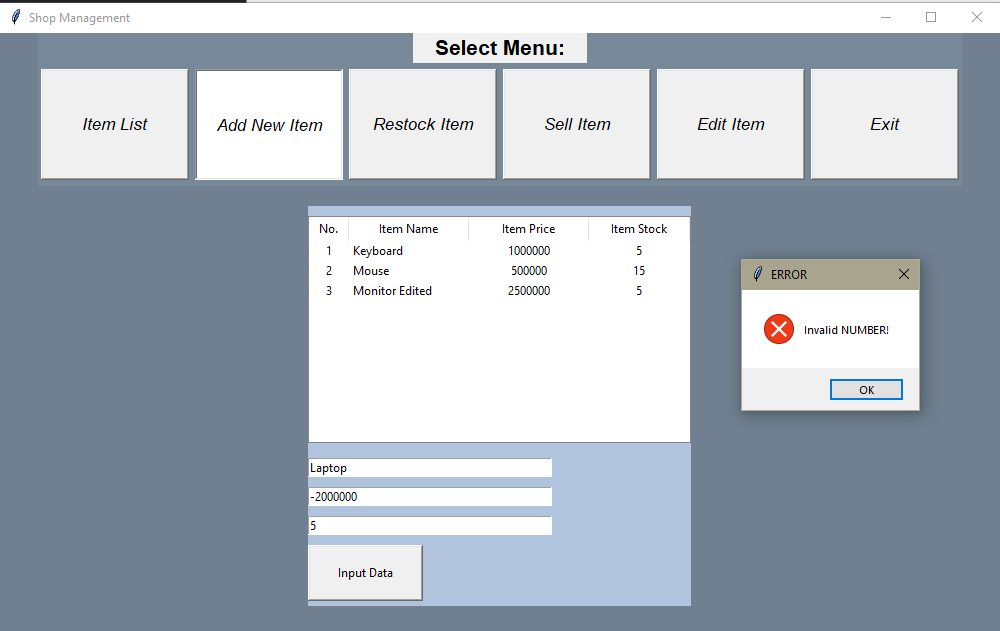 Shop Management
Select Menu:
Item List Add New Item Restock Item Sell Item Edit Item Exit
No. Item Name Item Price Item Stock
1 Keyboard 1000000 5
2 Mouse 500000 15
3 Monitor Edited 2500000 5
ERROR
Invalid NUMBER!
OK
Laptop
-2000000
5
Input Data